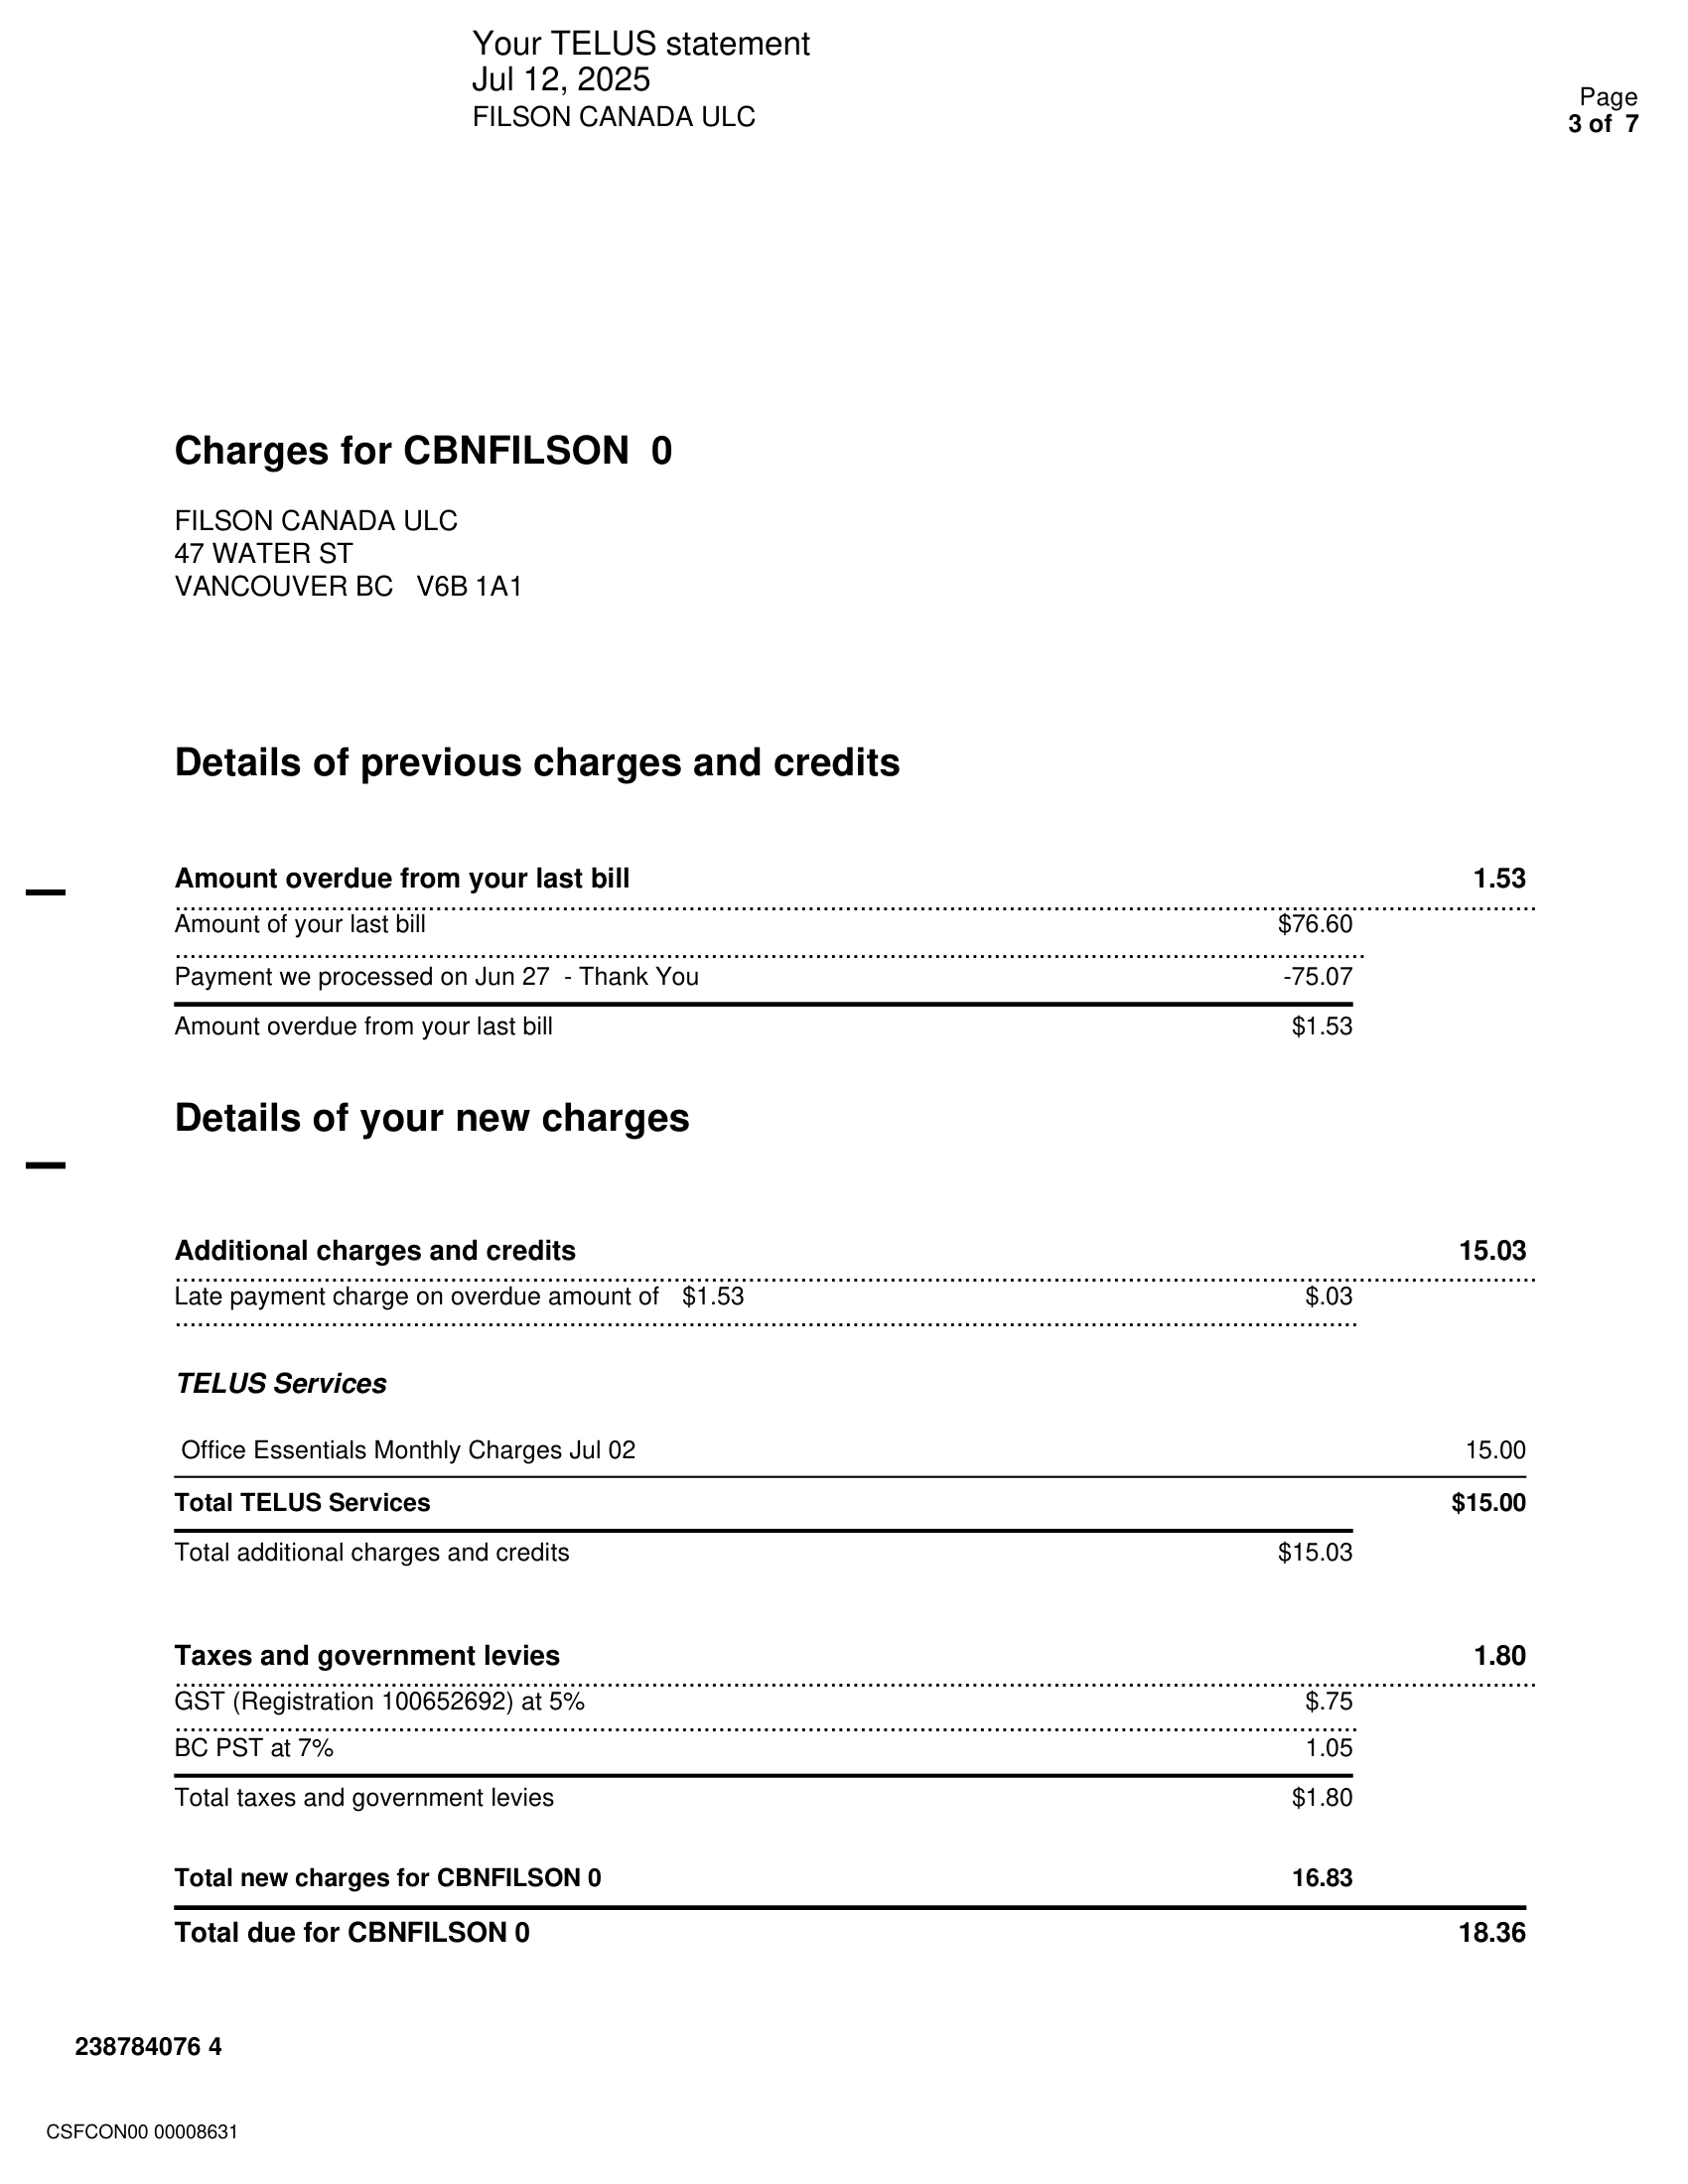 Your TELUS statement
Jul 12, 2025
FILSON CANADA ULC
Page
3 of 7
Charges for CBNFILSON 0
FILSON CANADA ULC
47 WATER ST
VANCOUVER BC V6B 1A1
Details of previous charges and credits
Amount overdue from your last bill 1.53
Amount of your last bill $76.60
Payment we processed on Jun 27 - Thank You -75.07
Amount overdue from your last bill $1.53
Details of your new charges
Additional charges and credits 15.03
Late payment charge on overdue amount of $1.53 $.03
TELUS Services
Office Essentials Monthly Charges Jul 02 15.00
Total TELUS Services $15.00
Total additional charges and credits $15.03
Taxes and government levies 1.80
GST (Registration 100652692) at 5% $.75
BC PST at 7% 1.05
Total taxes and government levies $1.80
Total new charges for CBNFILSON 0 16.83
Total due for CBNFILSON 0 18.36
238784076 4
CSFCON00 00008631